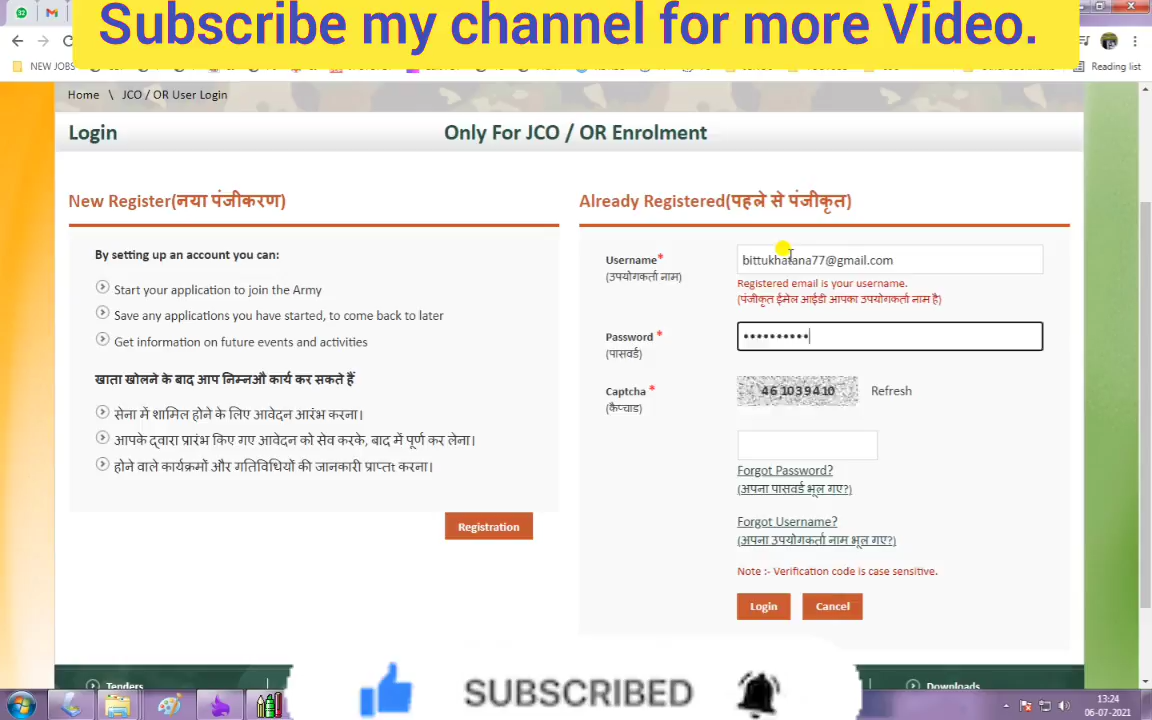 Subscribe my channel for more Video.
NEW JOBS
Reading list
Home \ JCO / OR User Login
Login
Only For JCO / OR Enrolment
New Register(नया पंजीकरण)
By setting up an account you can:
Start your application to join the Army
Save any applications you have started, to come back to later
Get information on future events and activities
खाता खोलने के बाद आप निम्नऔ कार्य कर सकते हैं
सेना में शामिल होने के लिए आवेदन आरंभ करना।
आपके द्वारा प्रारंभ किए गए आवेदन को सेव करके, बाद में पूर्ण कर लेना।
होने वाले कार्यक्रमों और गतिविधियों की जानकारी प्राप्तt करना।
Registration
Already Registered(पहले से पंजीकृत)
Username*
(उपयोगकर्ता नाम)
bittukhatana77@gmail.com
Registered email is your username.
(पंजीकृत ईमेल आईडी आपका उपयोगकर्ता नाम है)
Password *
(पासवर्ड)
••••••••••
Captcha *
(कैप्चाड)
461039410
Refresh
Forgot Password?
(अपना पासवर्ड भूल गए?)
Forgot Username?
(अपना उपयोगकर्ता नाम भूल गए?)
Note :- Verification code is case sensitive.
Login
Cancel
Tenders
Downloads
SUBSCRIBED
13:24
06-07-2021